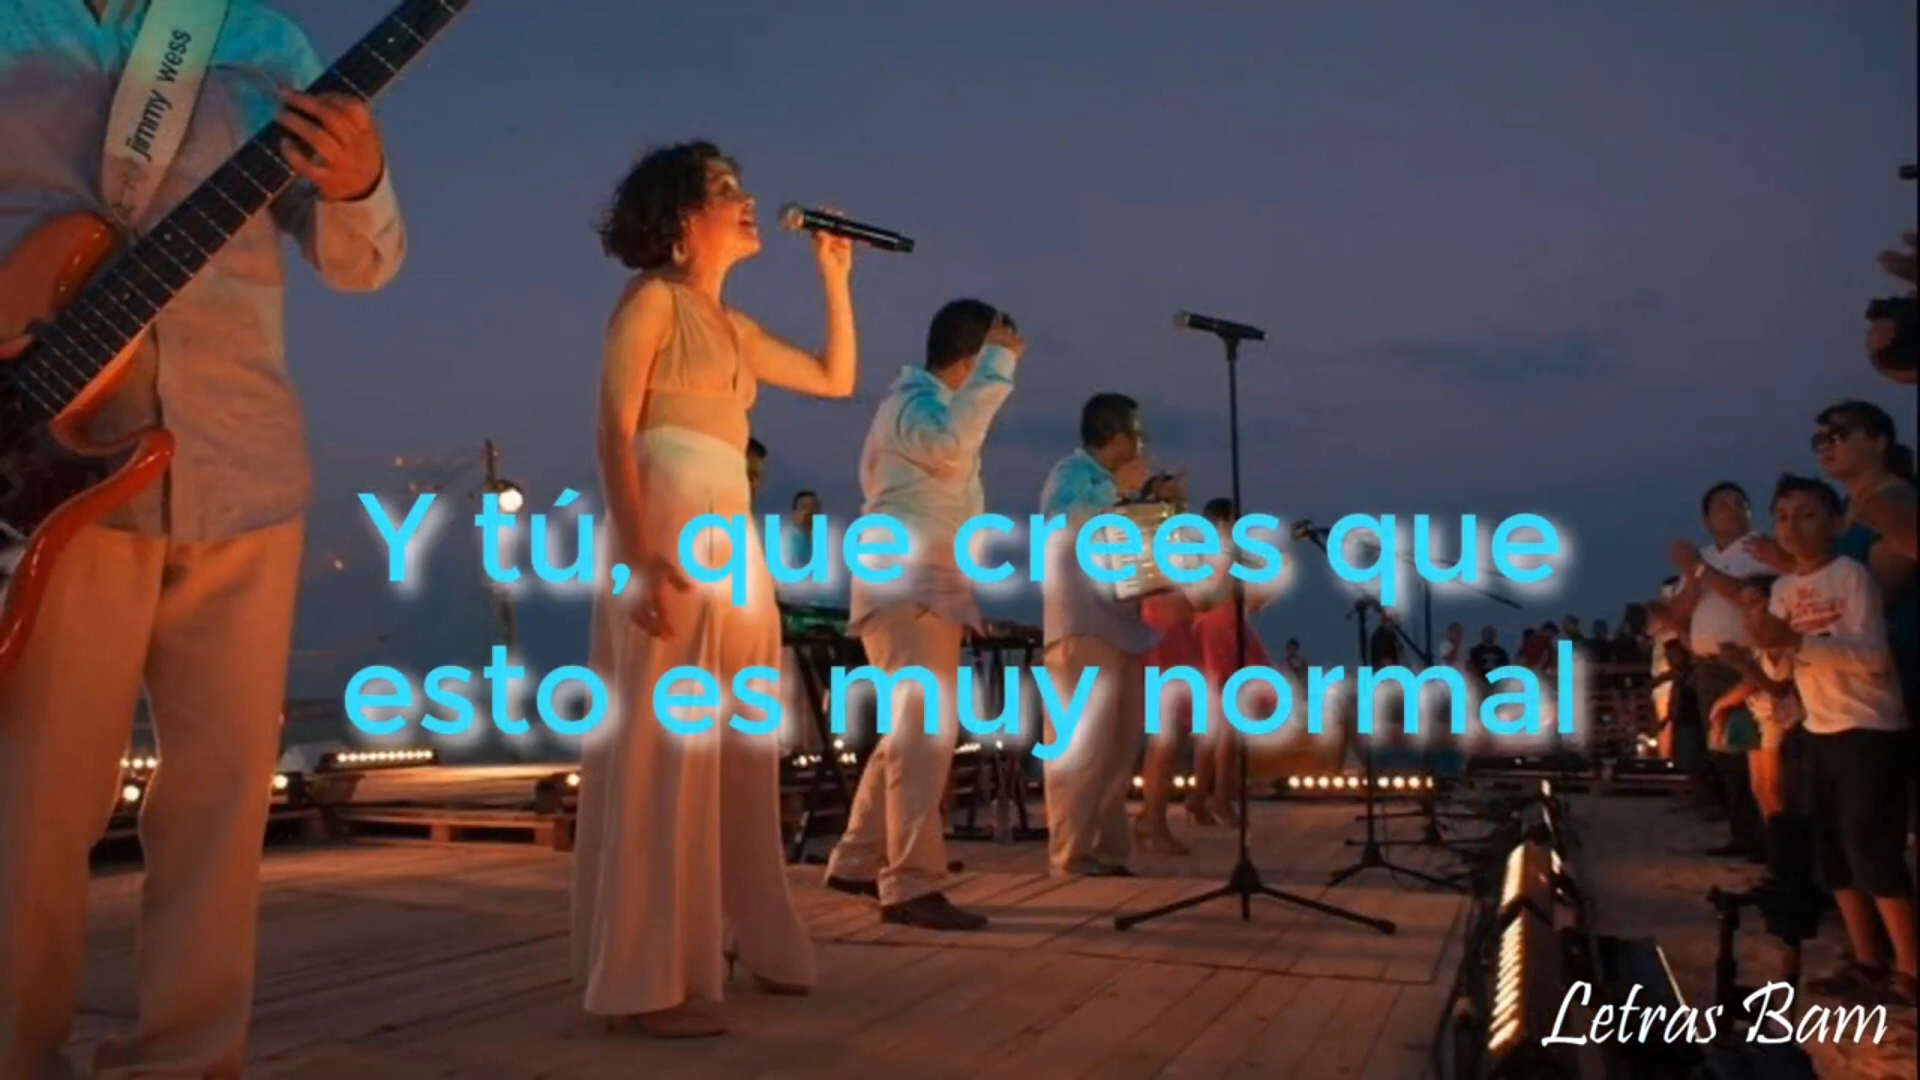 jimmy wess
Y tú, que crees que
esto es muy normal
Letras Bam